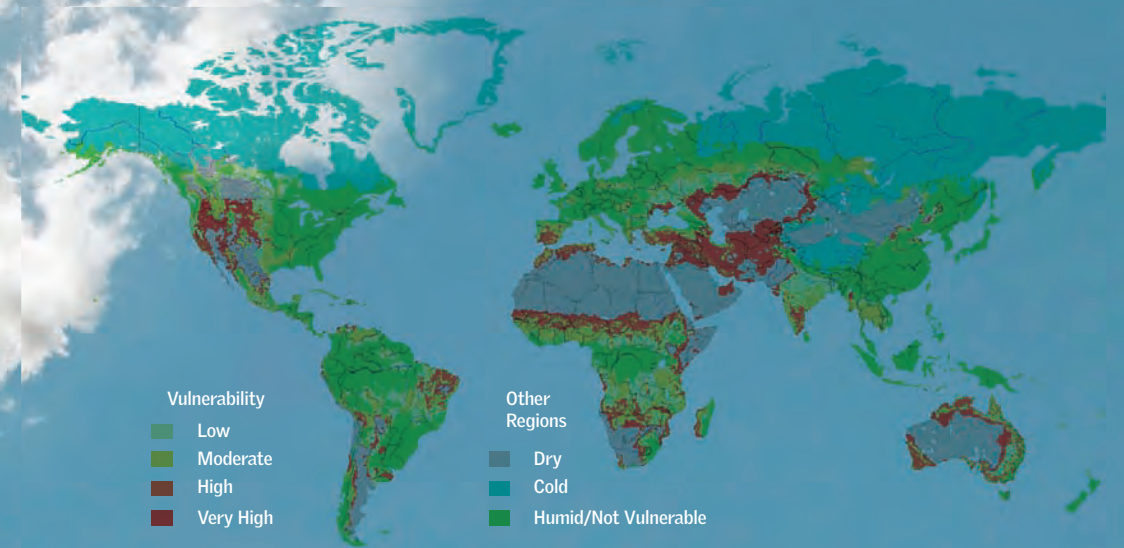 Vulnerability
Low
Moderate
High
Very High
Other
Regions
Dry
Cold
Humid/Not Vulnerable